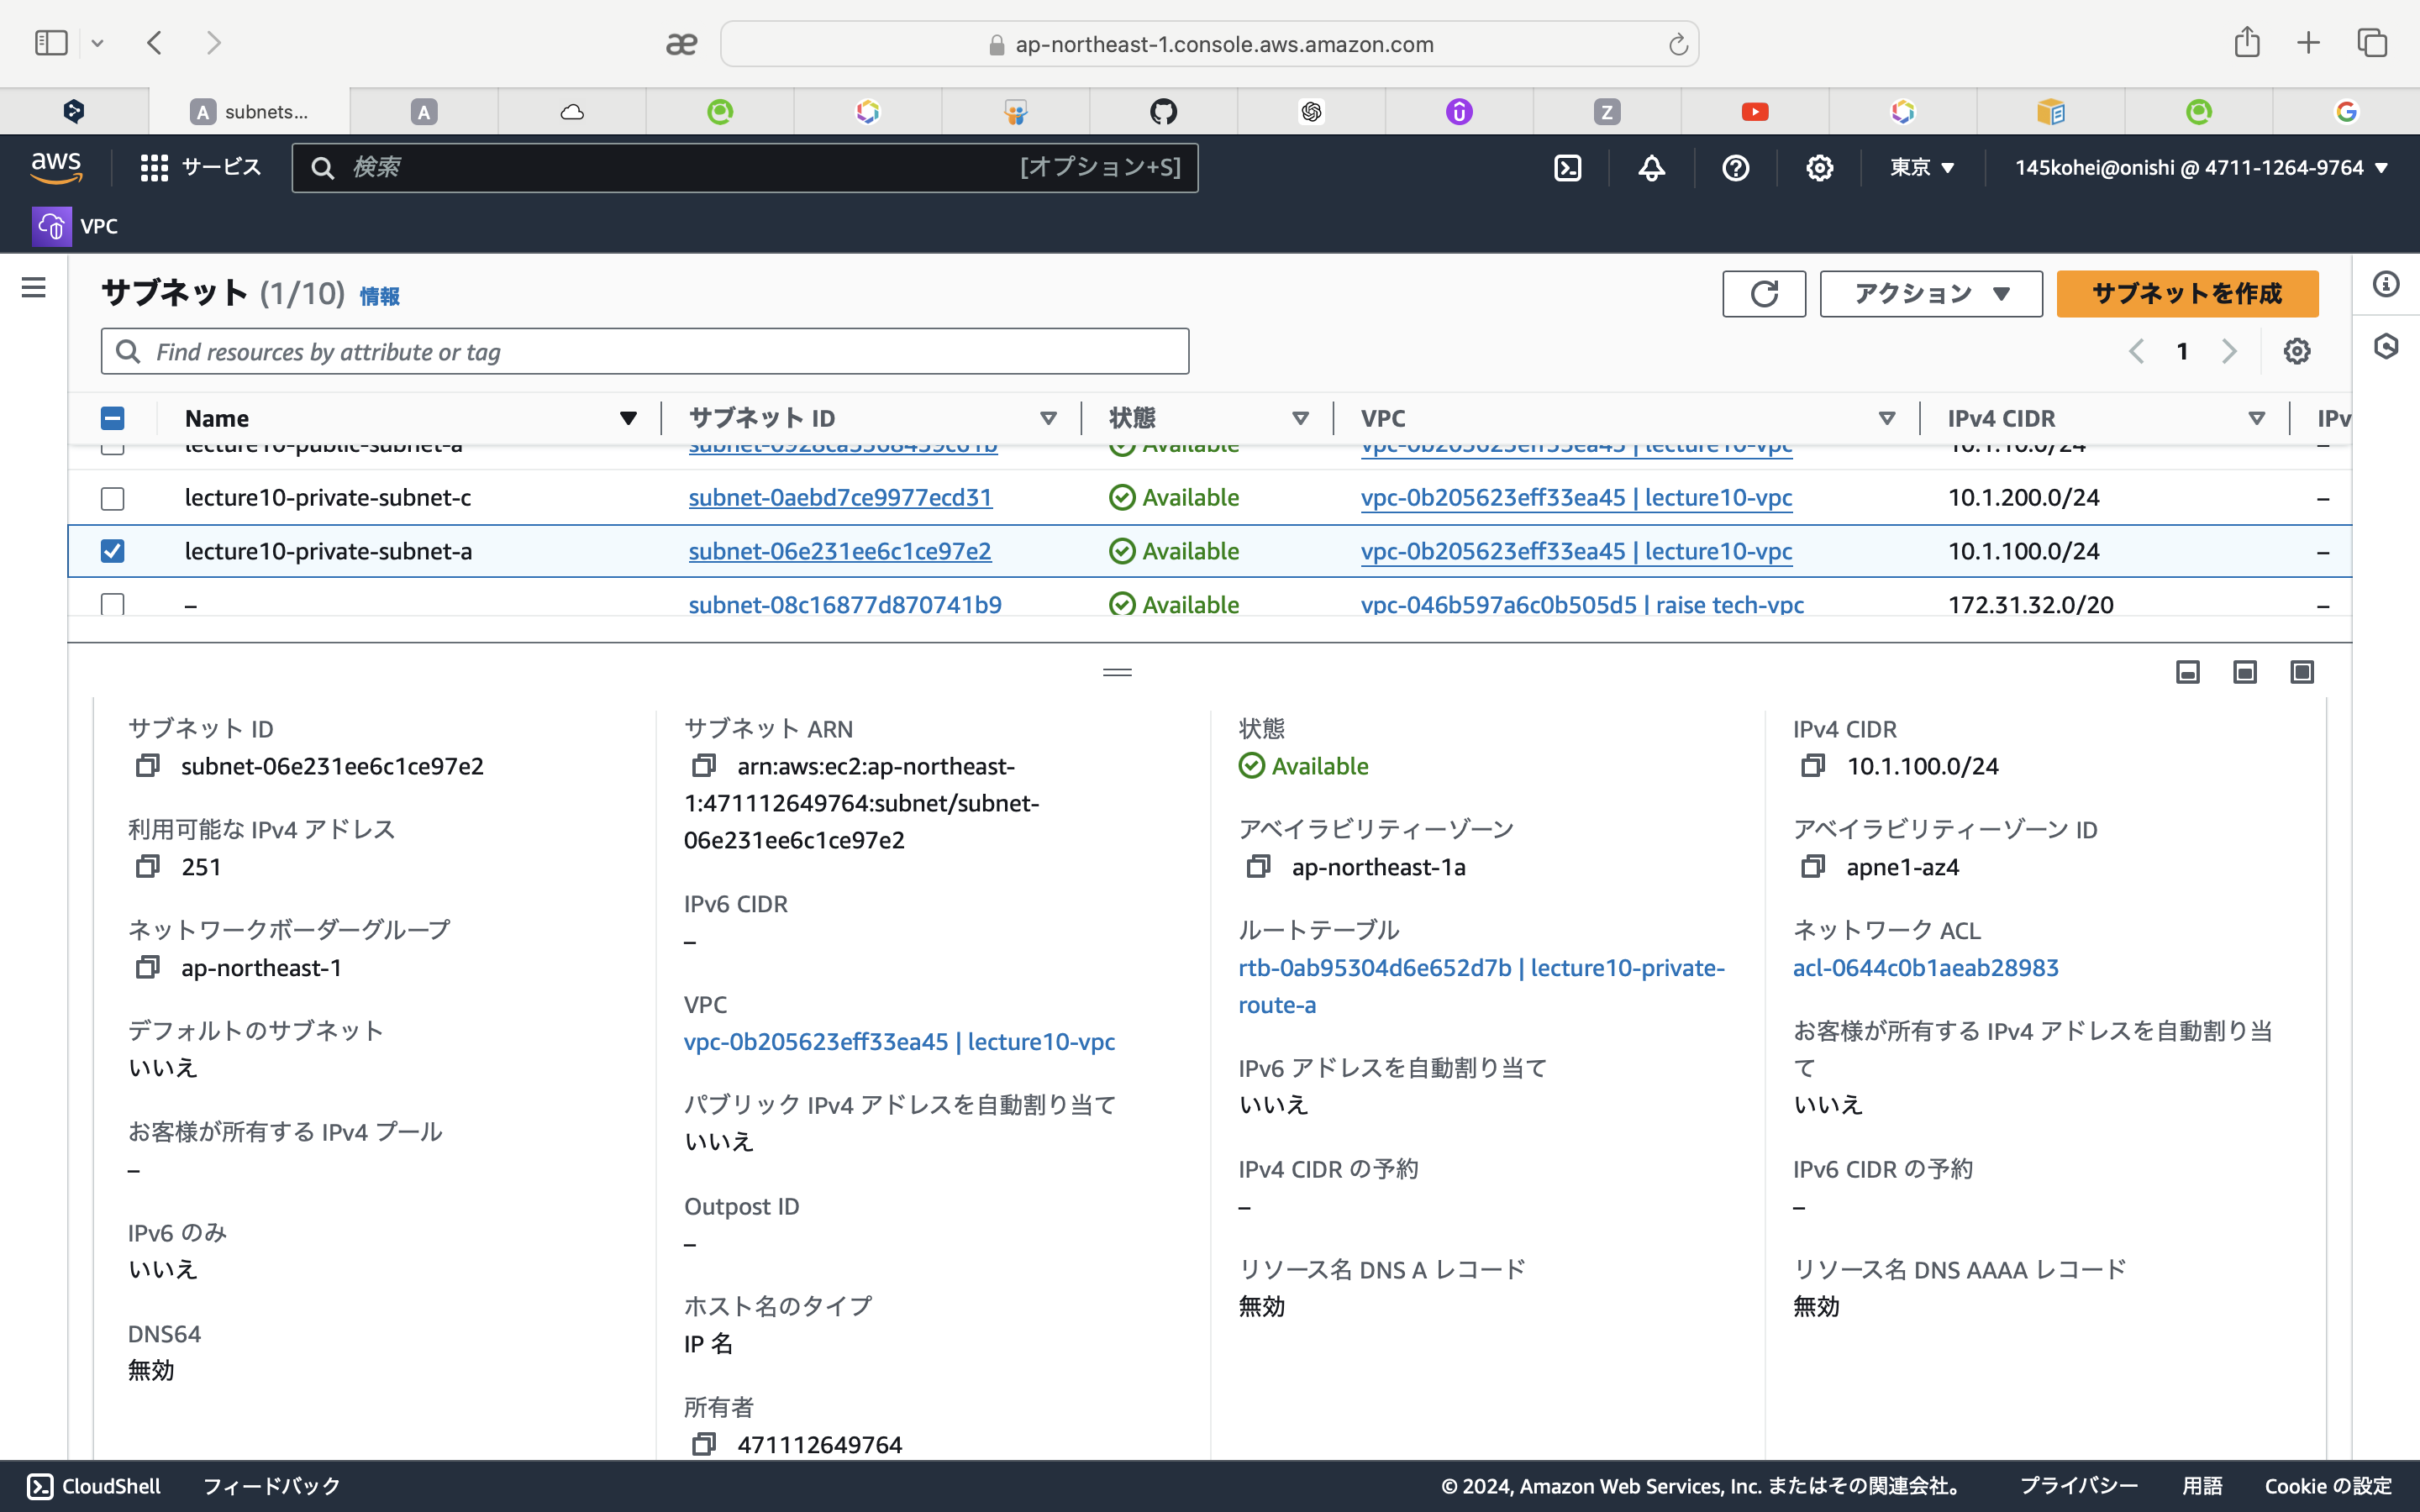 ap-northeast-1.console.aws.amazon.com
A subnets...
A
Z
aws
サービス
検索
[オプション+S]
東京
145kohei@onishi @ 4711-1264-9764
VPC
サブネット (1/10) 情報
アクション
サブネットを作成
Find resources by attribute or tag
1
Name サブネット ID 状態 VPC IPv4 CIDR IPv
lecture10-public-subnet-a Available vpc-0b205623eff33ea45 | lecture10-vpc 10.1.10.0/24 –
lecture10-private-subnet-c subnet-0aebd7ce9977ecd31 Available vpc-0b205623eff33ea45 | lecture10-vpc 10.1.200.0/24 –
lecture10-private-subnet-a subnet-06e231ee6c1ce97e2 Available vpc-0b205623eff33ea45 | lecture10-vpc 10.1.100.0/24 –
– subnet-08c16877d870741b9 Available vpc-046b597a6c0b505d5 | raise tech-vpc 172.31.32.0/20 –
サブネット ID
subnet-06e231ee6c1ce97e2
利用可能な IPv4 アドレス
251
ネットワークボーダーグループ
ap-northeast-1
デフォルトのサブネット
いいえ
お客様が所有する IPv4 プール
–
IPv6 のみ
いいえ
DNS64
無効
サブネット ARN
arn:aws:ec2:ap-northeast-
1:471112649764:subnet/subnet-
06e231ee6c1ce97e2
IPv6 CIDR
–
VPC
vpc-0b205623eff33ea45 | lecture10-vpc
パブリック IPv4 アドレスを自動割り当て
いいえ
Outpost ID
–
ホスト名のタイプ
IP 名
所有者
471112649764
状態
Available
アベイラビリティーゾーン
ap-northeast-1a
ルートテーブル
rtb-0ab95304d6e652d7b | lecture10-private-
route-a
IPv6 アドレスを自動割り当て
いいえ
IPv4 CIDR の予約
–
リソース名 DNS A レコード
無効
IPv4 CIDR
10.1.100.0/24
アベイラビリティーゾーン ID
apne1-az4
ネットワーク ACL
acl-0644c0b1aeab28983
お客様が所有する IPv4 アドレスを自動割り当
て
いいえ
IPv6 CIDR の予約
–
リソース名 DNS AAAA レコード
無効
CloudShell
フィードバック
© 2024, Amazon Web Services, Inc. またはその関連会社。
プライバシー
用語
Cookie の設定